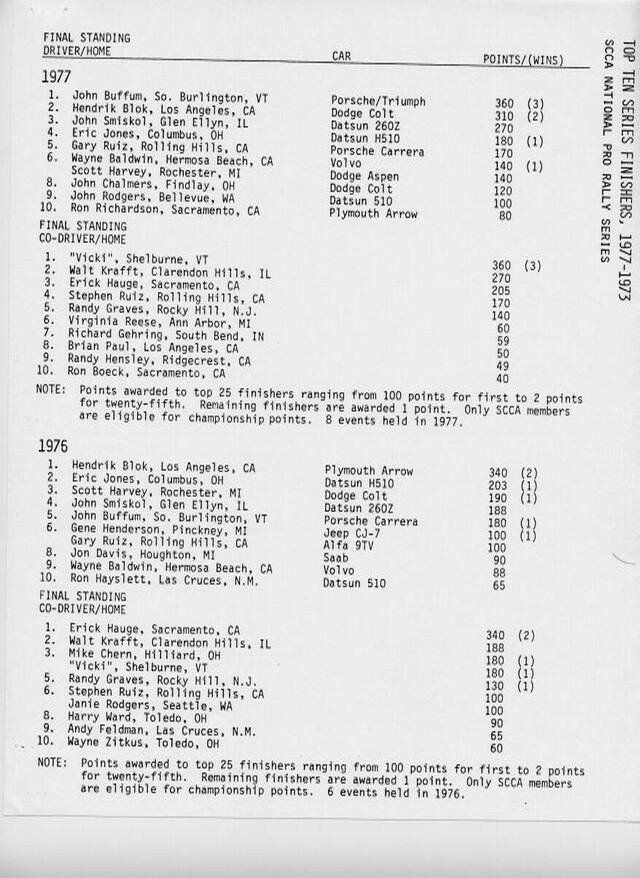 TOP TEN SERIES FINISHERS, 1977-1973
SCCA NATIONAL PRO RALLY SERIES
FINAL STANDING
DRIVER/HOME CAR POINTS/(WINS)
1977
1. John Buffum, So. Burlington, VT Porsche/Triumph 360 (3)
2. Hendrik Blok, Los Angeles, CA Dodge Colt 310 (2)
3. John Smiskol, Glen Ellyn, IL Datsun 260Z 270
4. Eric Jones, Columbus, OH Datsun H510 180 (1)
5. Gary Ruiz, Rolling Hills, CA Porsche Carrera 170
6. Wayne Baldwin, Hermosa Beach, CA Volvo 140 (1)
Scott Harvey, Rochester, MI Dodge Aspen 140
8. John Chalmers, Findlay, OH Dodge Colt 120
9. John Rodgers, Bellevue, WA Datsun 510 100
10. Ron Richardson, Sacramento, CA Plymouth Arrow 80
FINAL STANDING
CO-DRIVER/HOME
1. "Vicki", Shelburne, VT 360 (3)
2. Walt Krafft, Clarendon Hills, IL 270
3. Erick Hauge, Sacramento, CA 205
4. Stephen Ruiz, Rolling Hills, CA 170
5. Randy Graves, Rocky Hill, N.J. 140
6. Virginia Reese, Ann Arbor, MI 60
7. Richard Gehring, South Bend, IN 59
8. Brian Paul, Los Angeles, CA 50
9. Randy Hensley, Ridgecrest, CA 49
10. Ron Boeck, Sacramento, CA 40
NOTE: Points awarded to top 25 finishers ranging from 100 points for first to 2 points
for twenty-fifth. Remaining finishers are awarded 1 point. Only SCCA members
are eligible for championship points. 8 events held in 1977.
1976
1. Hendrik Blok, Los Angeles, CA Plymouth Arrow 340 (2)
2. Eric Jones, Columbus, OH Datsun H510 203 (1)
3. Scott Harvey, Rochester, MI Dodge Colt 190 (1)
4. John Smiskol, Glen Ellyn, IL Datsun 260Z 188
5. John Buffum, So. Burlington, VT Porsche Carrera 180 (1)
6. Gene Henderson, Pinckney, MI Jeep CJ-7 100 (1)
Gary Ruiz, Rolling Hills, CA Alfa 9TV 100
8. Jon Davis, Houghton, MI Saab 90
9. Wayne Baldwin, Hermosa Beach, CA Volvo 88
10. Ron Hayslett, Las Cruces, N.M. Datsun 510 65
FINAL STANDING
CO-DRIVER/HOME
1. Erick Hauge, Sacramento, CA 340 (2)
2. Walt Krafft, Clarendon Hills, IL 188
3. Mike Chern, Hilliard, OH 180 (1)
"Vicki", Shelburne, VT 180 (1)
5. Randy Graves, Rocky Hill, N.J. 130 (1)
6. Stephen Ruiz, Rolling Hills, CA 100
Janie Rodgers, Seattle, WA 100
8. Harry Ward, Toledo, OH 90
9. Andy Feldman, Las Cruces, N.M. 65
10. Wayne Zitkus, Toledo, OH 60
NOTE: Points awarded to top 25 finishers ranging from 100 points for first to 2 points
for twenty-fifth. Remaining finishers are awarded 1 point. Only SCCA members
are eligible for championship points. 6 events held in 1976.